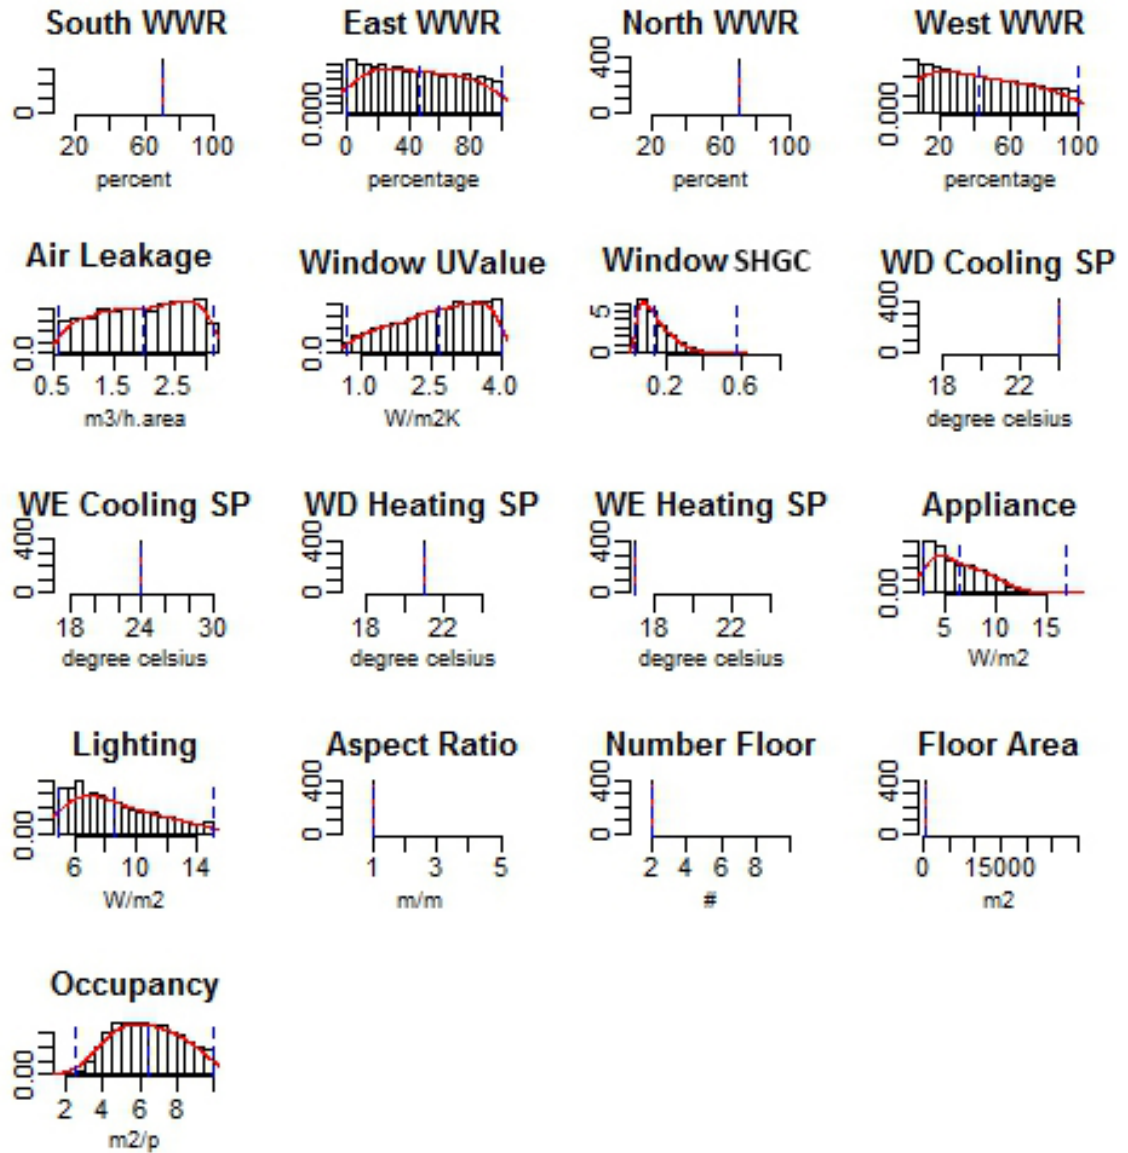 South WWR East WWR North WWR West WWR
0 0.000 0 400 0.000
20 60 100 0 40 80 20 60 100 20 60 100
percent percentage percent percentage
Air Leakage Window UValue Window SHGC WD Cooling SP
0.0 0.0 0 5 0 400
0.5 1.5 2.5 1.0 2.5 4.0 0.2 0.6 18 22
m3/h.area W/m2K degree celsius
WE Cooling SP WD Heating SP WE Heating SP Appliance
0 400 0 400 0 400 0.00
18 24 30 18 22 18 22 5 10 15
degree celsius degree celsius degree celsius W/m2
Lighting Aspect Ratio Number Floor Floor Area
0.00 0 400 0 400 0 400
6 10 14 1 3 5 2 4 6 8 0 15000
W/m2 m/m # m2
Occupancy
0.00
2 4 6 8
m2/p